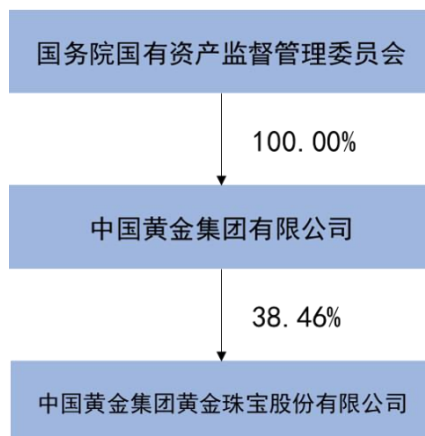 国务院国有资产监督管理委员会
100.00%
中国黄金集团有限公司
38.46%
中国黄金集团黄金珠宝股份有限公司